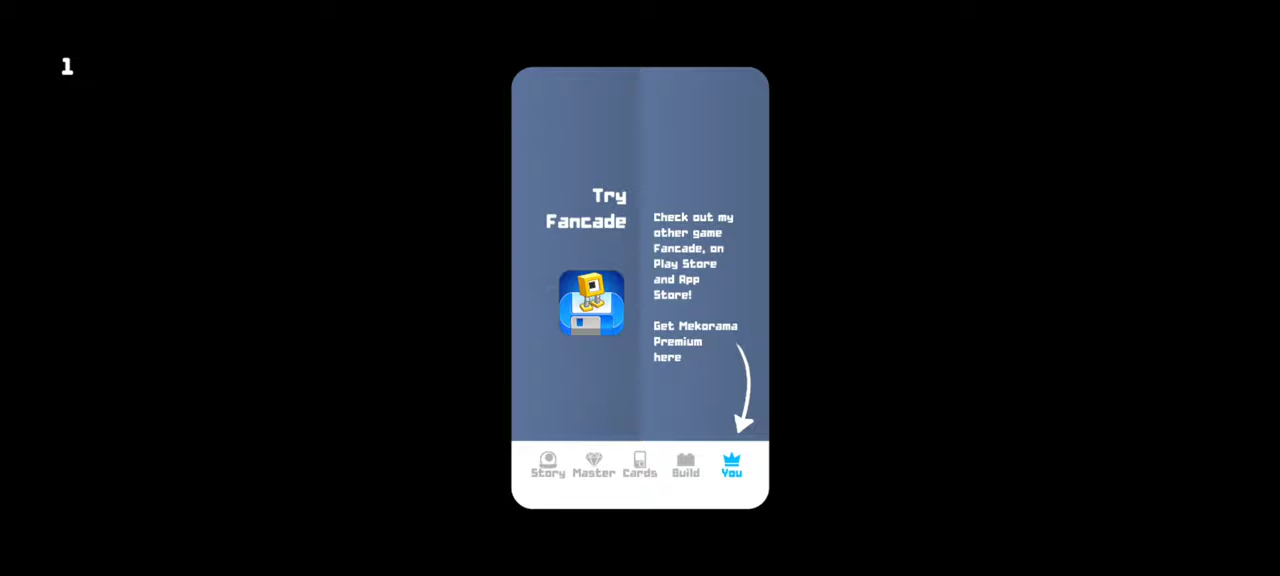 1
Try
Fancade
Check out my
other game
Fancade, on
Play Store
and App
Store!
Get Mekorama
Premium
here
Story Master Cards Build You